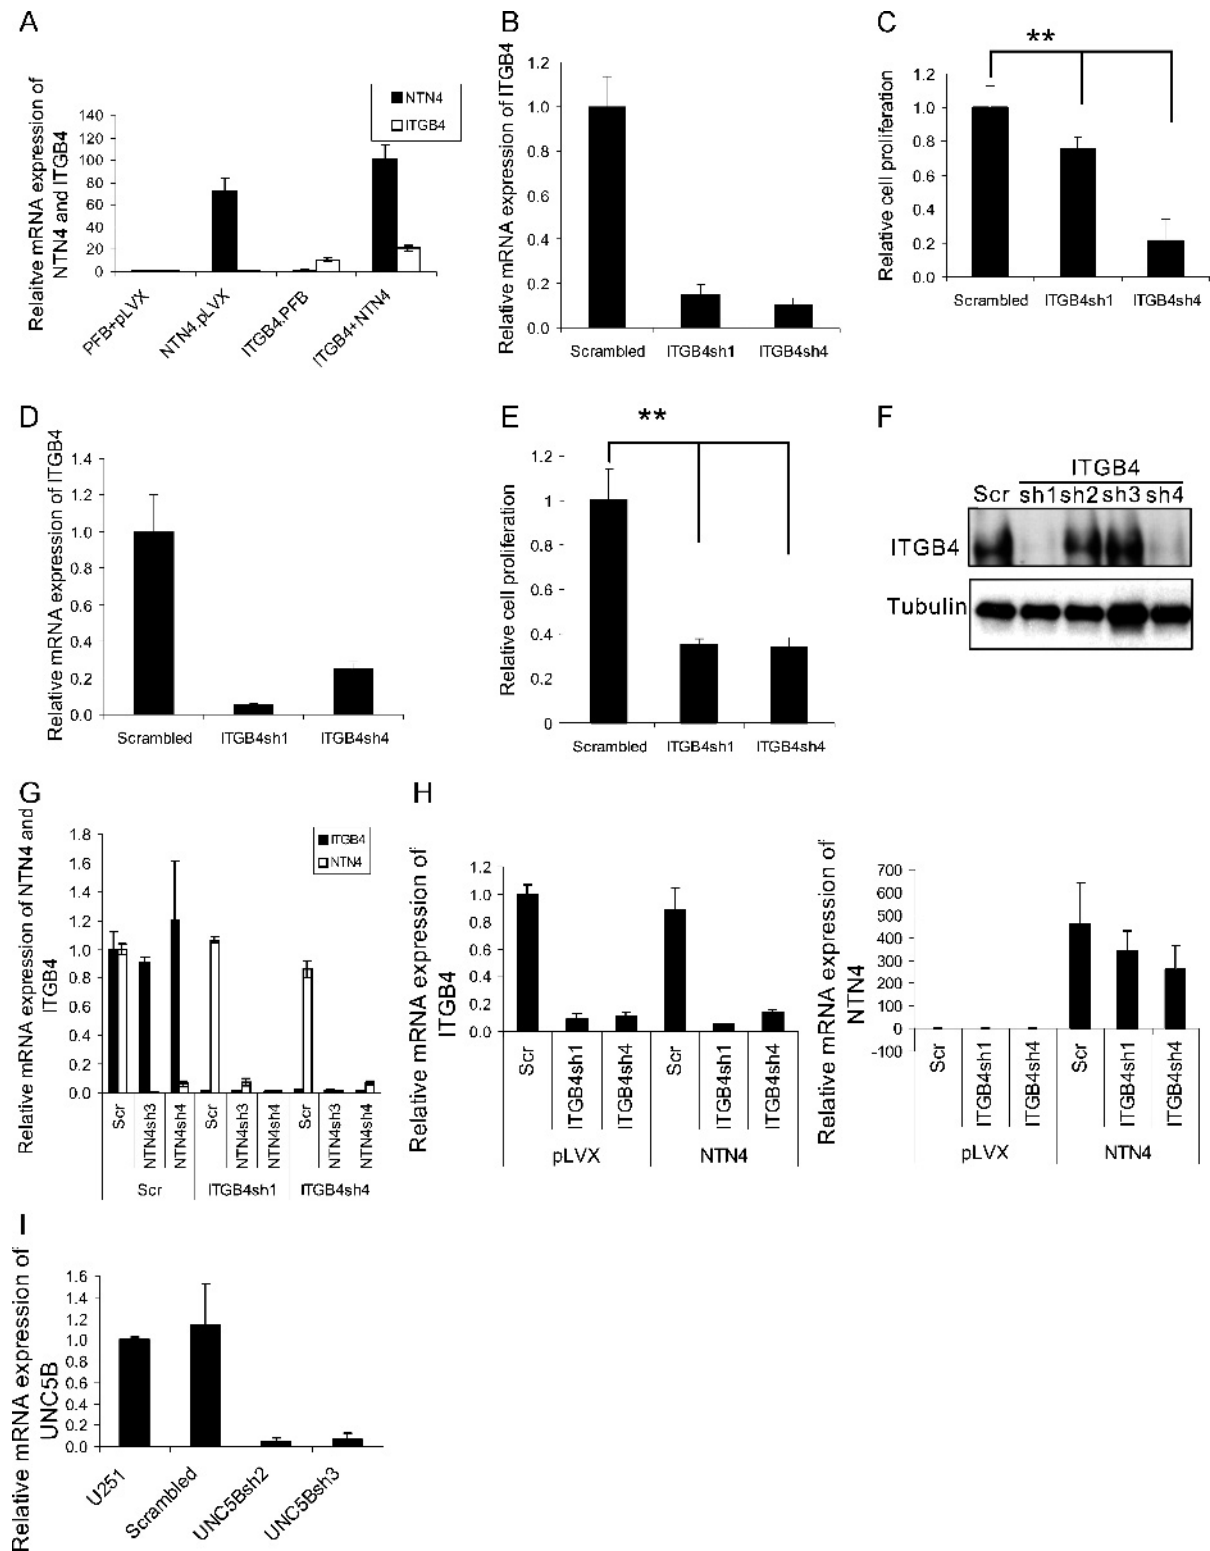 A
Relaitve mRNA expression of
NTN4 and ITGB4
140
120
100
80
60
40
20
0
NTN4
ITGB4
PFB+pLVX
NTN4.pLVX
ITGB4.PFB
ITGB4+NTN4
B
Relative mRNA expression of ITGB4
1.2
1.0
0.8
0.6
0.4
0.2
0.0
Scrambled
ITGB4sh1
ITGB4sh4
C
**
Relative cell proliferation
1.2
1.0
0.8
0.6
0.4
0.2
0.0
Scrambled
ITGB4sh1
ITGB4sh4
D
Relative mRNA expression of ITGB4
1.4
1.2
1.0
0.8
0.6
0.4
0.2
0.0
Scrambled
ITGB4sh1
ITGB4sh4
E
**
Relative cell proliferation
1.2
1
0.8
0.6
0.4
0.2
0
Scrambled
ITGB4sh1
ITGB4sh4
F
ITGB4
Scr sh1 sh2 sh3 sh4
ITGB4
Tubulin
G
Relative mRNA expression of NTN4 and
ITGB4
1.8
1.6
1.4
1.2
1.0
0.8
0.6
0.4
0.2
0.0
ITGB4
NTN4
Scr
NTN4sh3
NTN4sh4
Scr
NTN4sh3
NTN4sh4
Scr
NTN4sh3
NTN4sh4
Scr
ITGB4sh1
ITGB4sh4
H
Relative mRNA expression of
ITGB4
1.2
1.0
0.8
0.6
0.4
0.2
0.0
Scr
ITGB4sh1
ITGB4sh4
Scr
ITGB4sh1
ITGB4sh4
pLVX
NTN4
Relative mRNA expression of
NTN4
700
600
500
400
300
200
100
0
-100
Scr
ITGB4sh1
ITGB4sh4
Scr
ITGB4sh1
ITGB4sh4
pLVX
NTN4
I
Relative mRNA expression of
UNC5B
1.6
1.4
1.2
1.0
0.8
0.6
0.4
0.2
0.0
U251
Scrambled
UNC5Bsh2
UNC5Bsh3